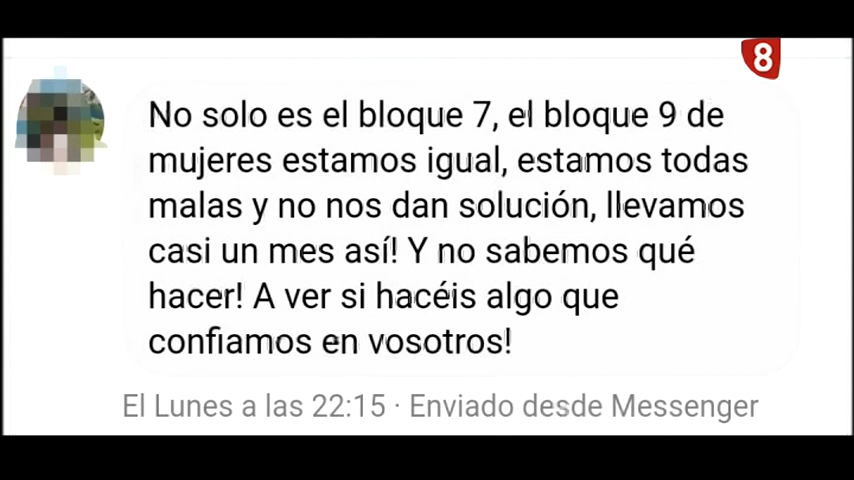 8
No solo es el bloque 7, el bloque 9 de
mujeres estamos igual, estamos todas
malas y no nos dan solución, llevamos
casi un mes así! Y no sabemos qué
hacer! A ver si hacéis algo que
confiamos en vosotros!
El Lunes a las 22:15 · Enviado desde Messenger